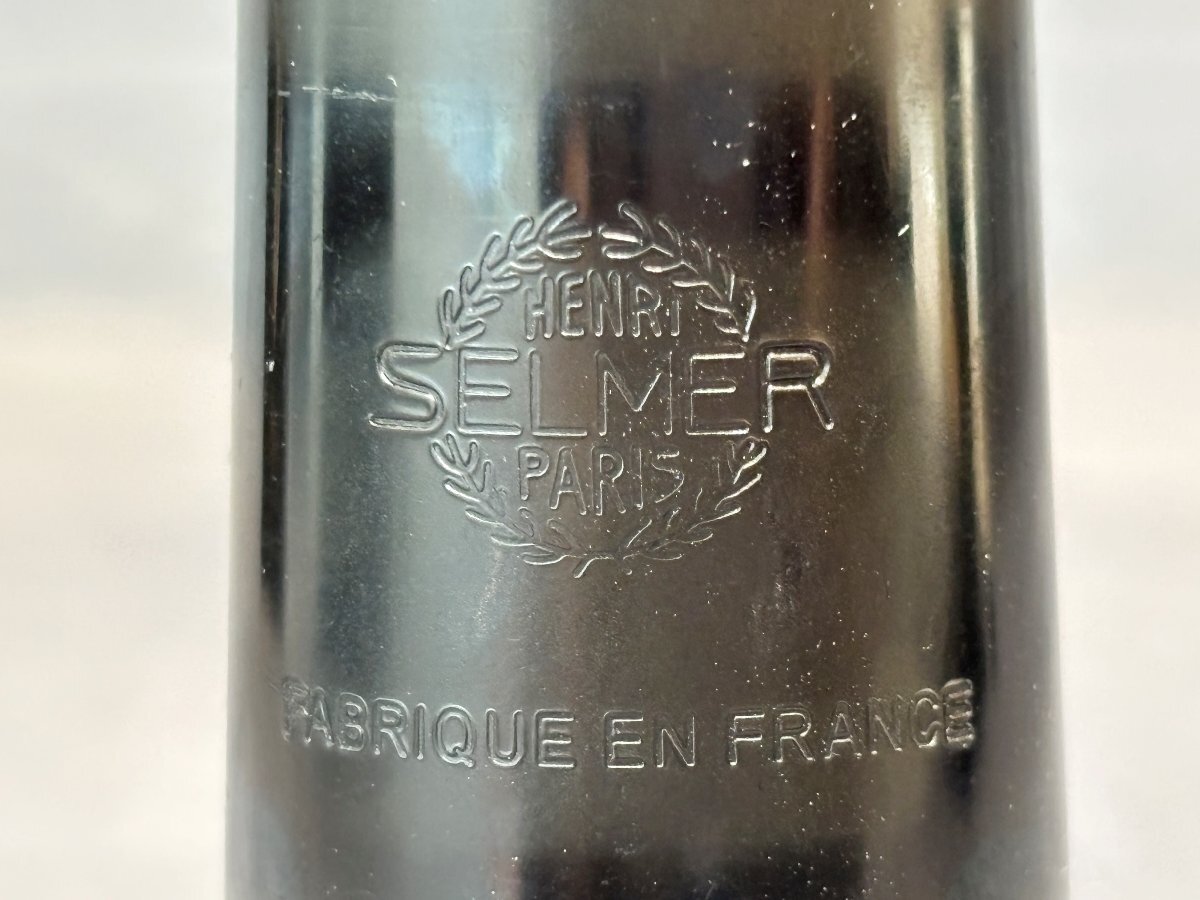 HENRI
SELMER
PARIS
FABRIQUE EN FRANCE